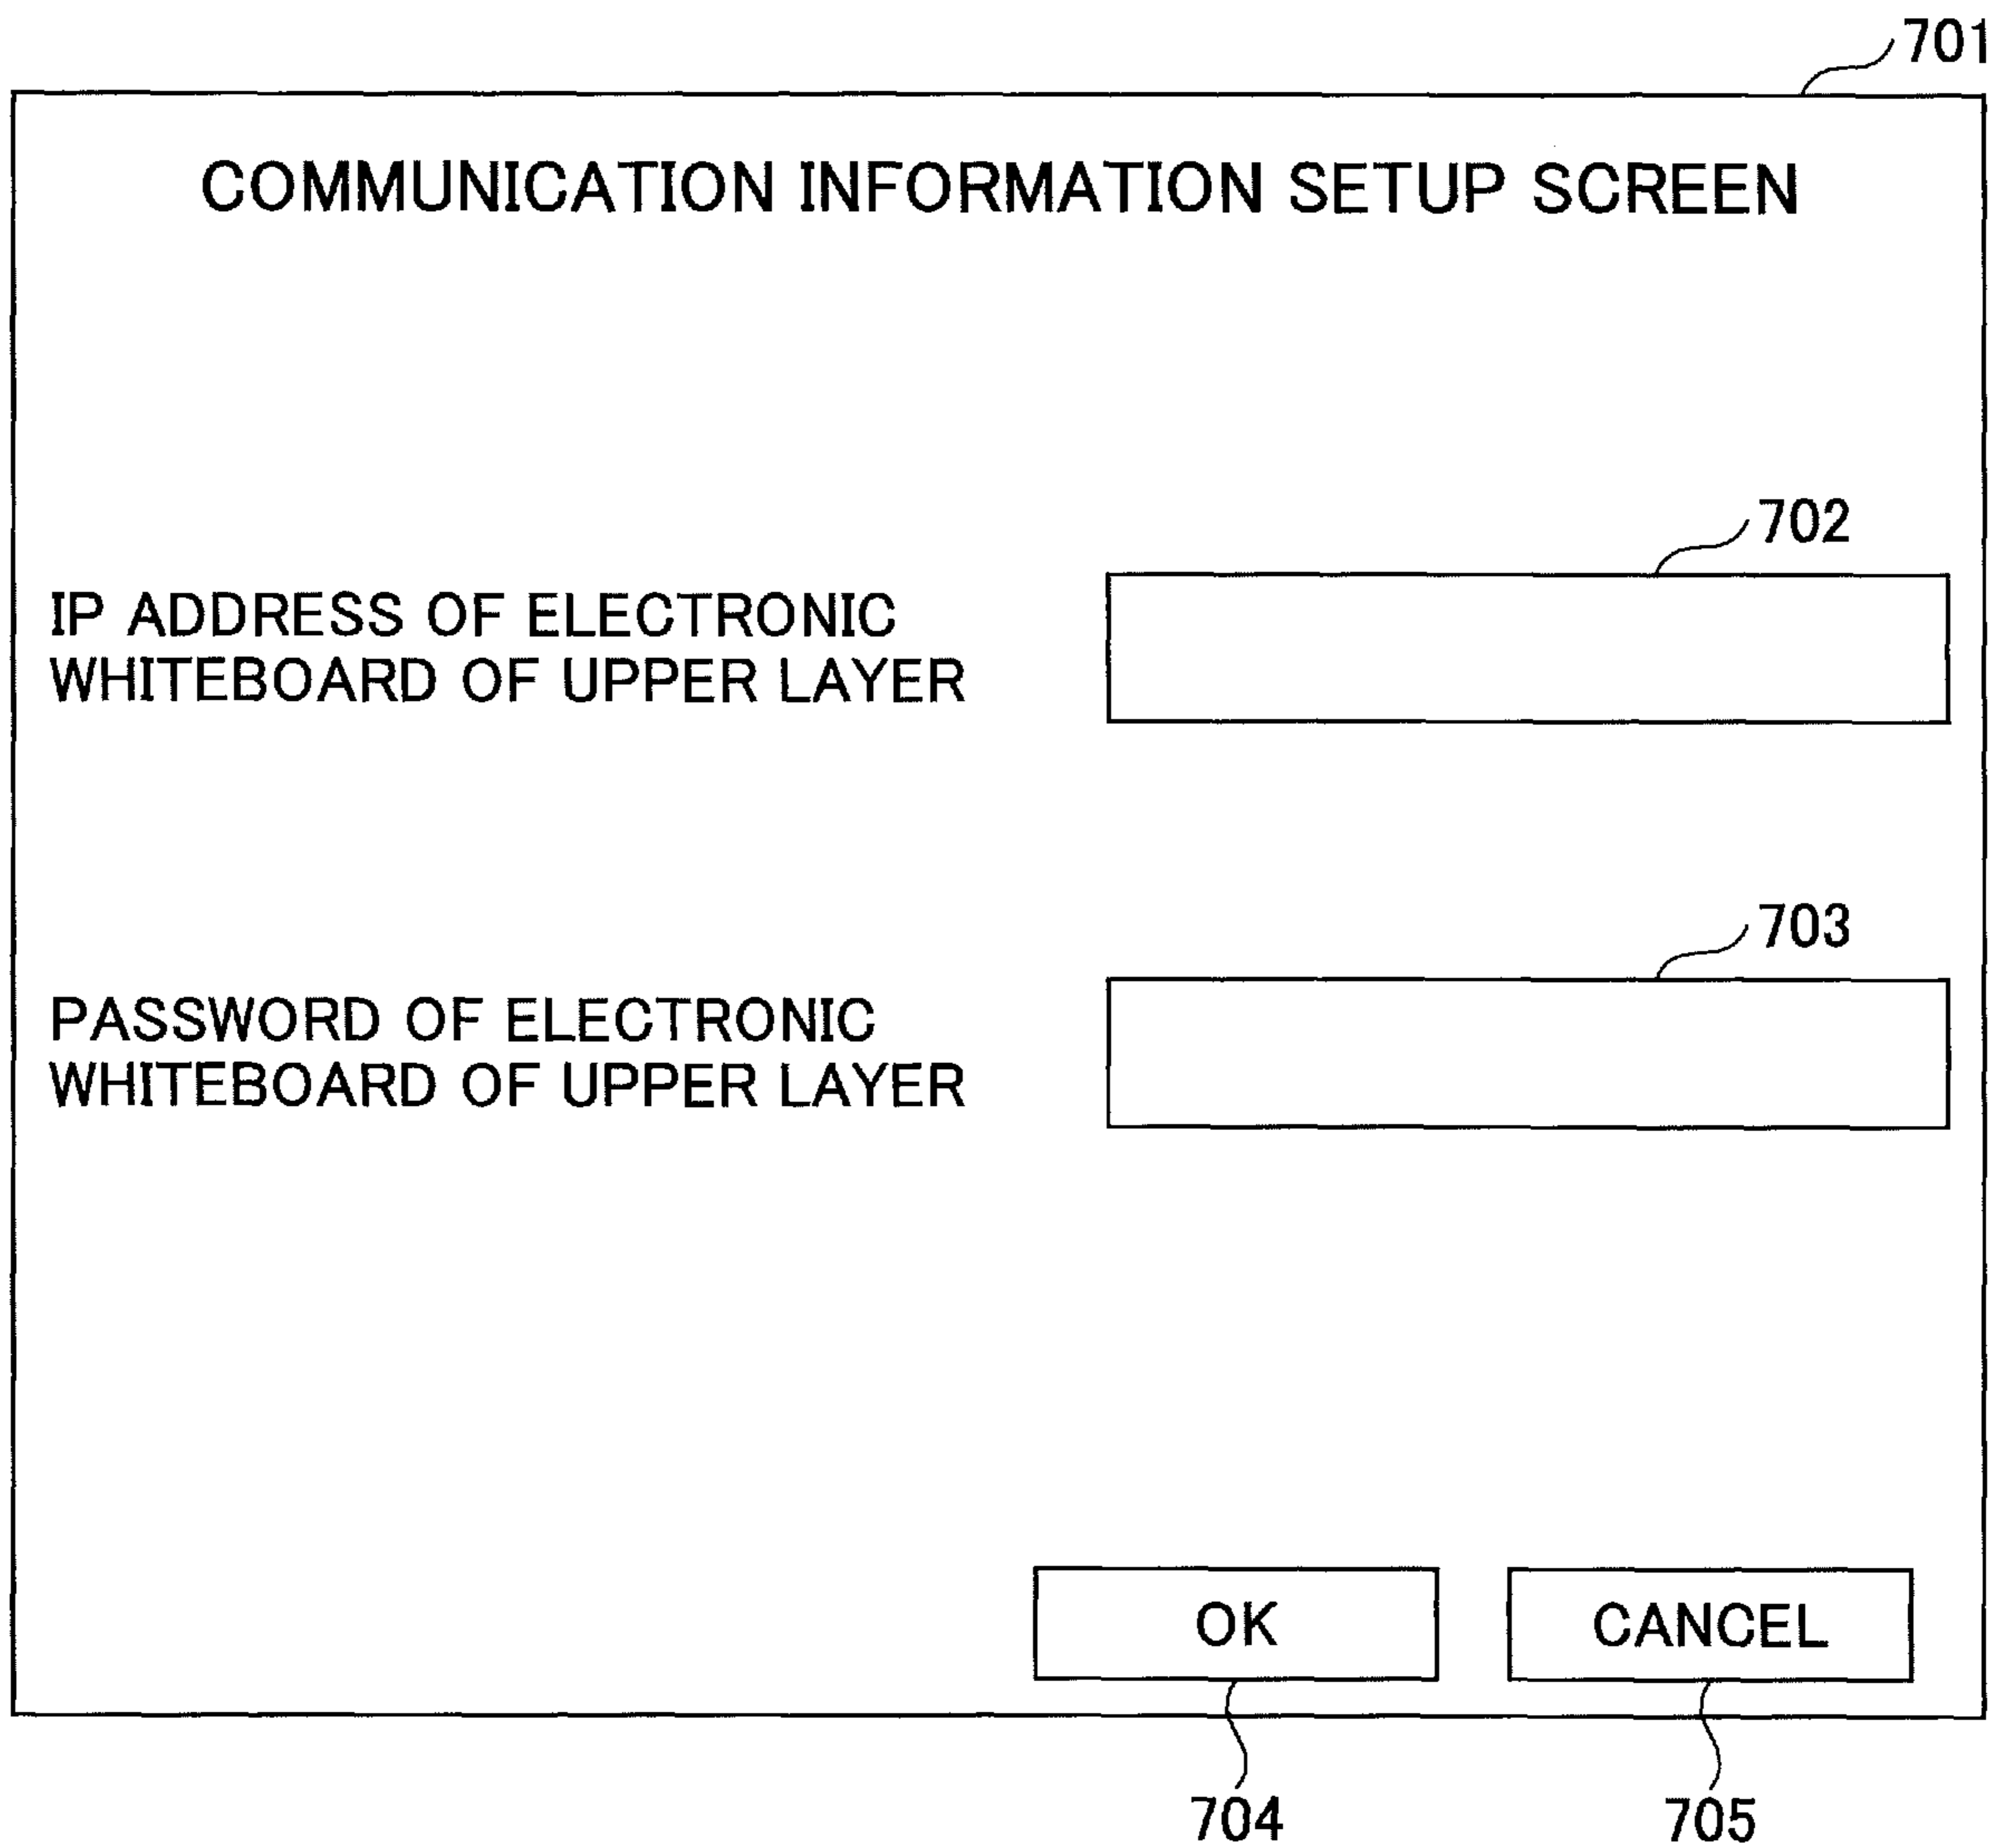 701
COMMUNICATION INFORMATION SETUP SCREEN
702
IP ADDRESS OF ELECTRONIC
WHITEBOARD OF UPPER LAYER
703
PASSWORD OF ELECTRONIC
WHITEBOARD OF UPPER LAYER
OK CANCEL
704 705